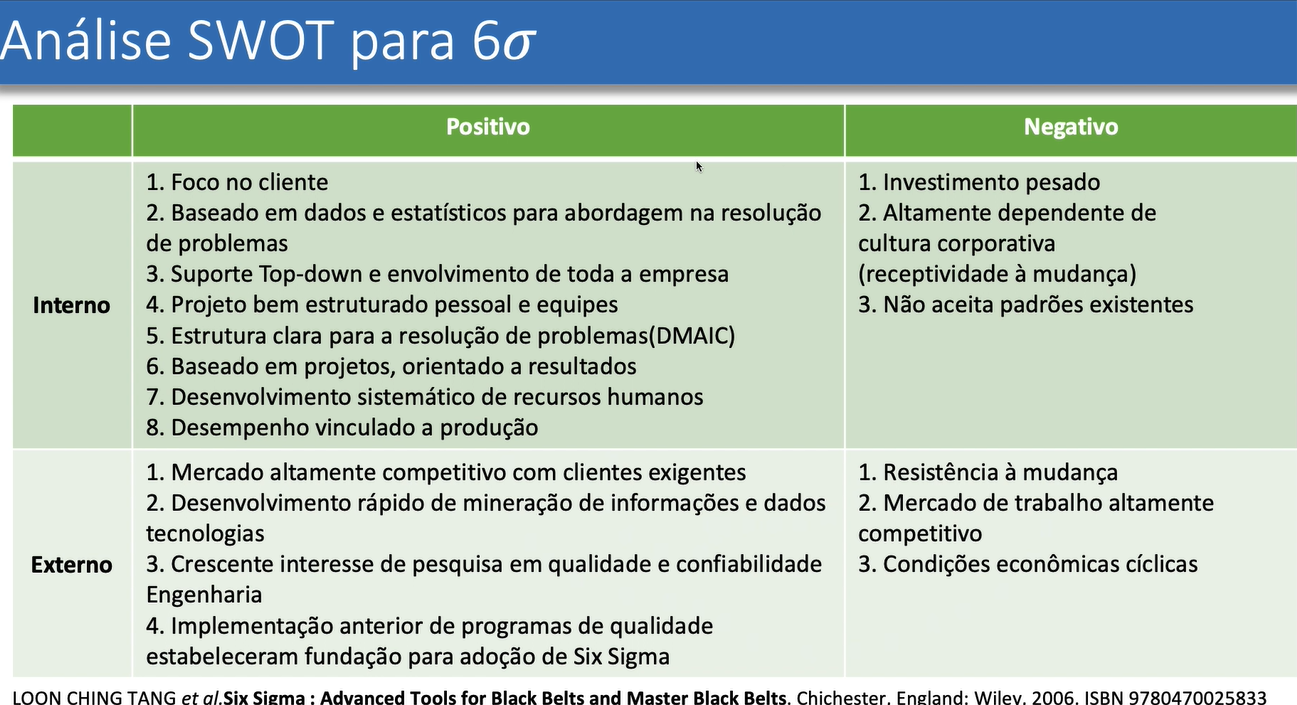 Análise SWOT para 6σ
Positivo
Negativo
Interno
1. Foco no cliente
2. Baseado em dados e estatísticos para abordagem na resolução
de problemas
3. Suporte Top-down e envolvimento de toda a empresa
4. Projeto bem estruturado pessoal e equipes
5. Estrutura clara para a resolução de problemas(DMAIC)
6. Baseado em projetos, orientado a resultados
7. Desenvolvimento sistemático de recursos humanos
8. Desempenho vinculado a produção
1. Investimento pesado
2. Altamente dependente de
cultura corporativa
(receptividade à mudança)
3. Não aceita padrões existentes
Externo
1. Mercado altamente competitivo com clientes exigentes
2. Desenvolvimento rápido de mineração de informações e dados
tecnologias
3. Crescente interesse de pesquisa em qualidade e confiabilidade
Engenharia
4. Implementação anterior de programas de qualidade
estabeleceram fundação para adoção de Six Sigma
1. Resistência à mudança
2. Mercado de trabalho altamente
competitivo
3. Condições econômicas cíclicas
LOON CHING TANG et al.Six Sigma : Advanced Tools for Black Belts and Master Black Belts. Chichester, England: Wiley, 2006. ISBN 9780470025833